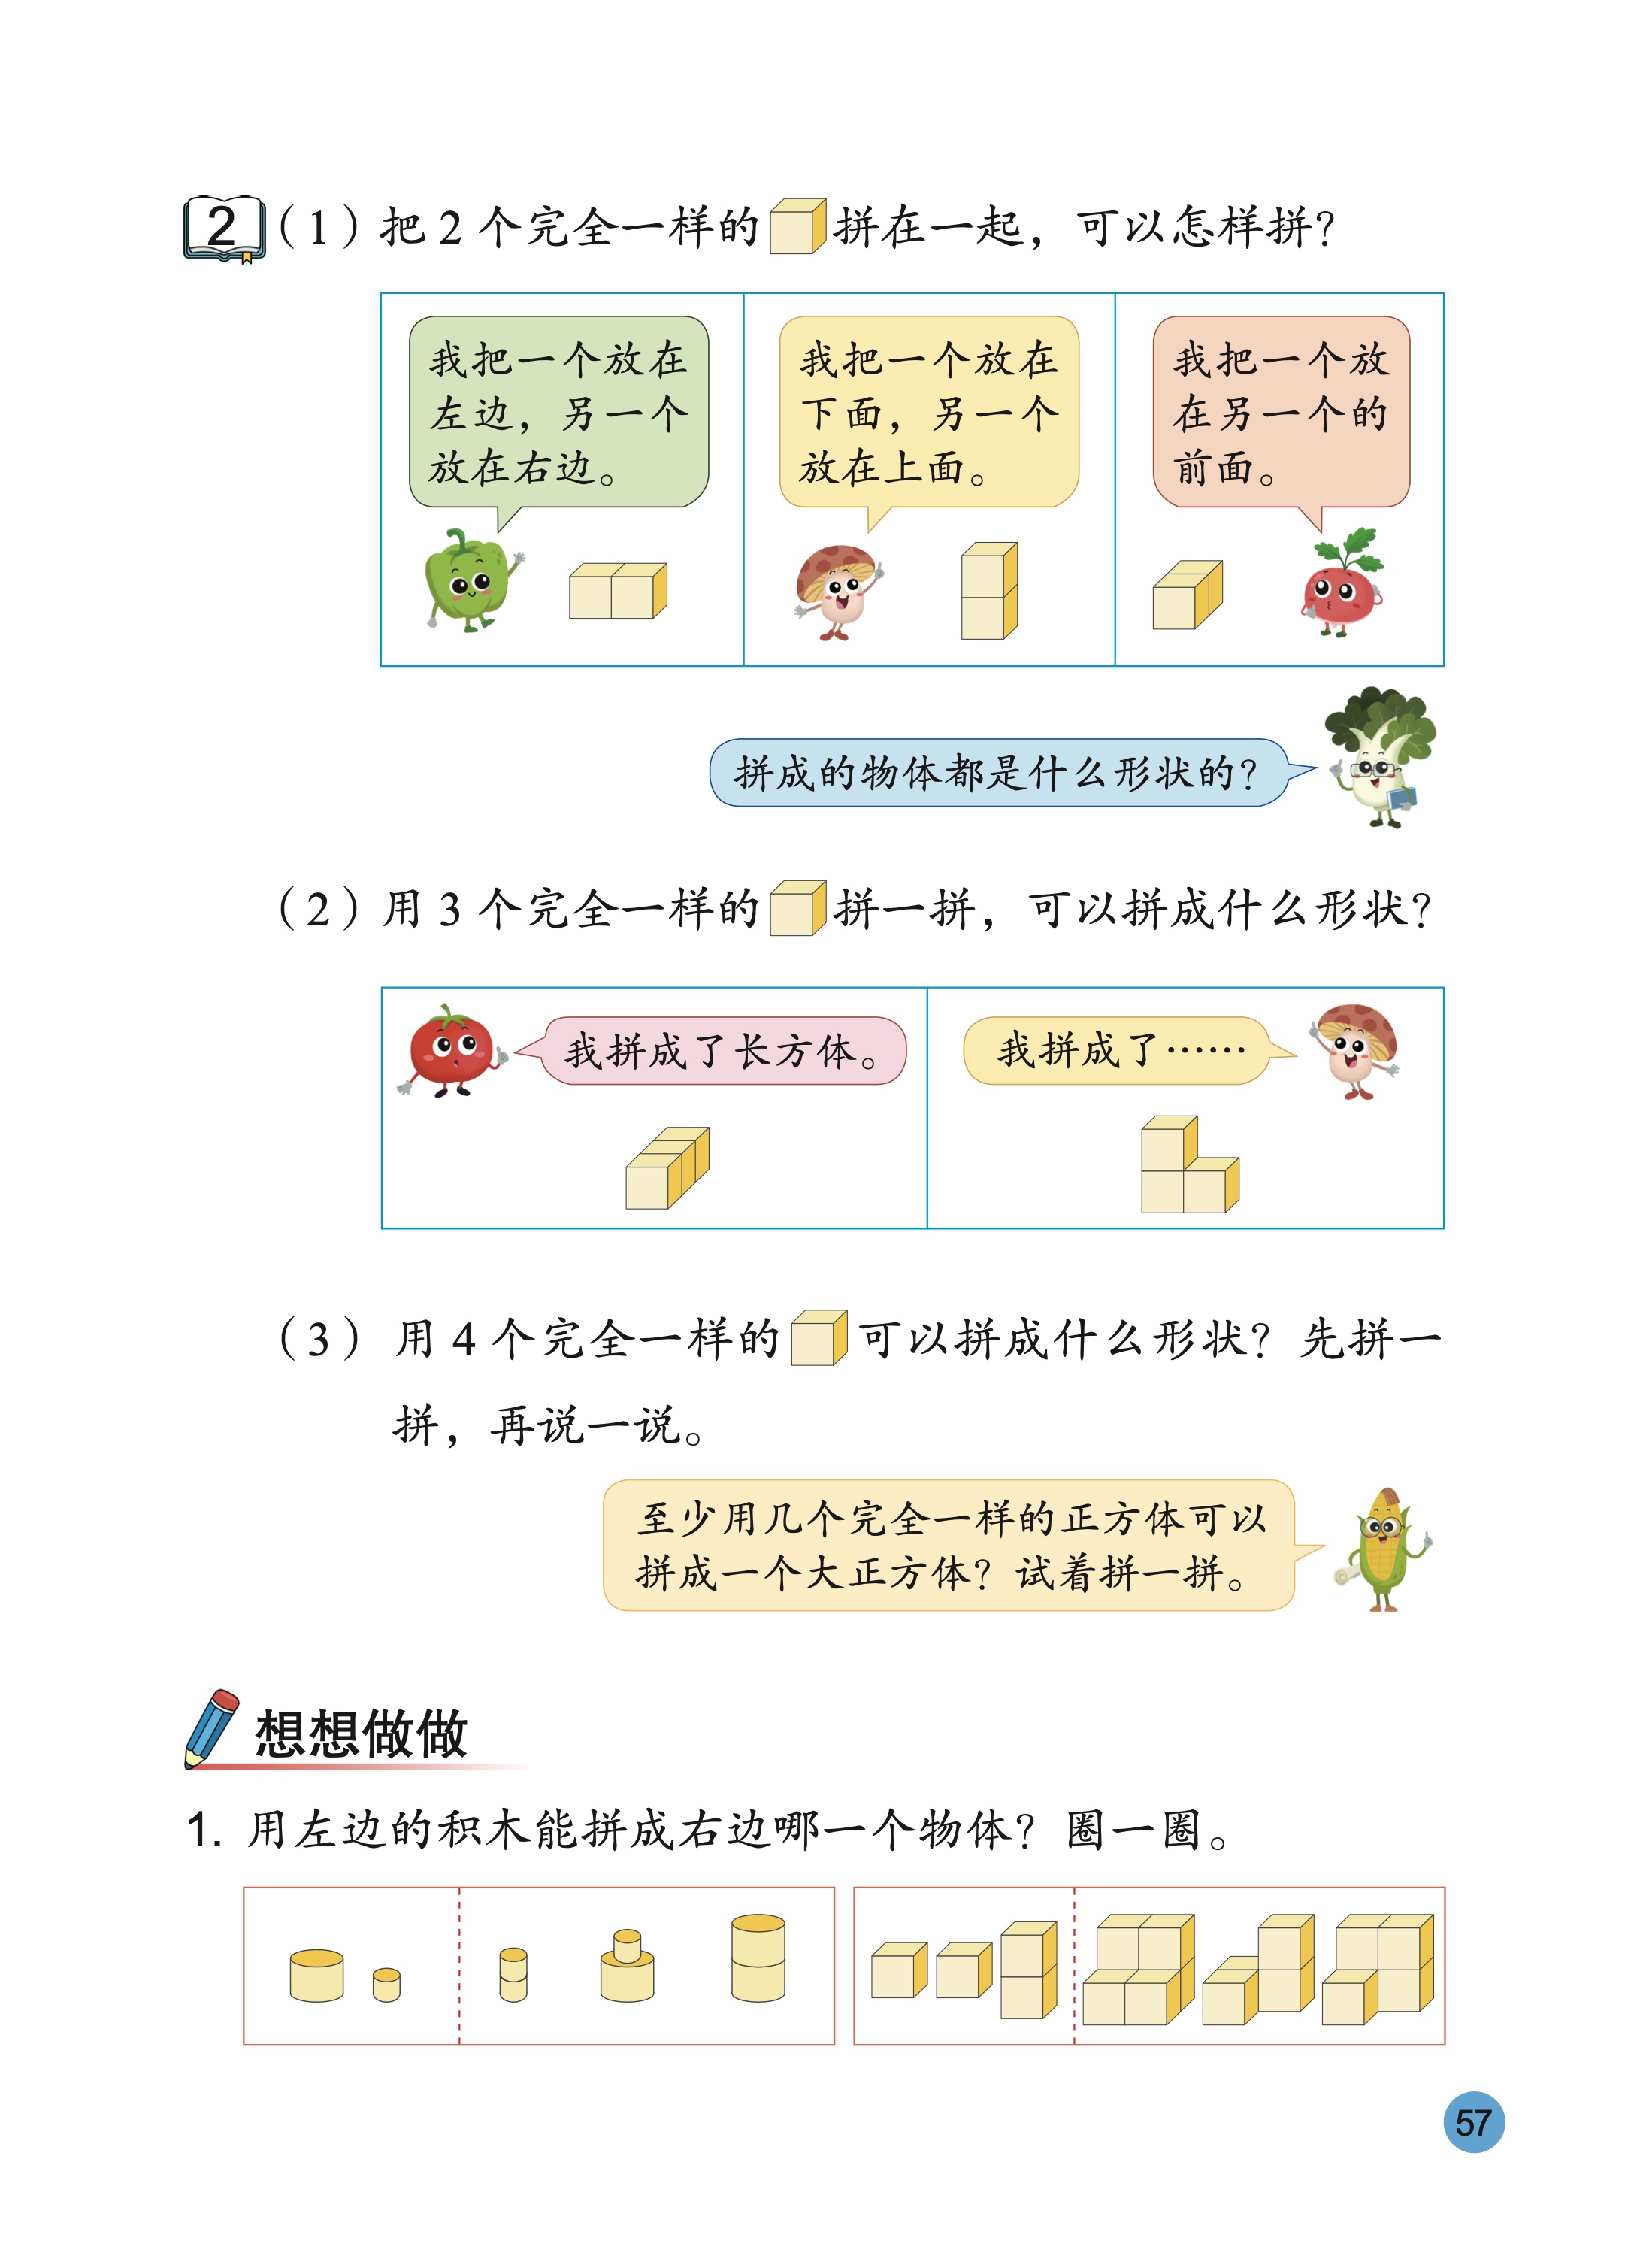 2 （1）把 2 个完全一样的 拼在一起，可以怎样拼？
我把一个放在
左边，另一个
放在右边。
我把一个放在
下面，另一个
放在上面。
我把一个放
在另一个的
前面。
拼成的物体都是什么形状的？
（2）用 3 个完全一样的 拼一拼，可以拼成什么形状？
我拼成了长方体。
我拼成了……
（3） 用 4 个完全一样的 可以拼成什么形状？先拼一
拼，再说一说。
至少用几个完全一样的正方体可以
拼成一个大正方体？试着拼一拼。
想想做做
1. 用左边的积木能拼成右边哪一个物体？圈一圈。
57